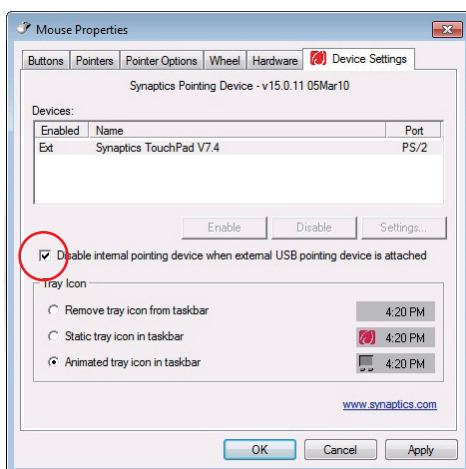 Mouse Properties
Buttons Pointers Pointer Options Wheel Hardware Device Settings
Synaptics Pointing Device - v15.0.11 05Mar10
Devices:
Enabled Name Port
Ext Synaptics TouchPad V7.4 PS/2
Enable Disable Settings...
Disable internal pointing device when external USB pointing device is attached
Tray Icon
Remove tray icon from taskbar 4:20 PM
Static tray icon in taskbar 4:20 PM
Animated tray icon in taskbar 4:20 PM
www.synaptics.com
OK Cancel Apply